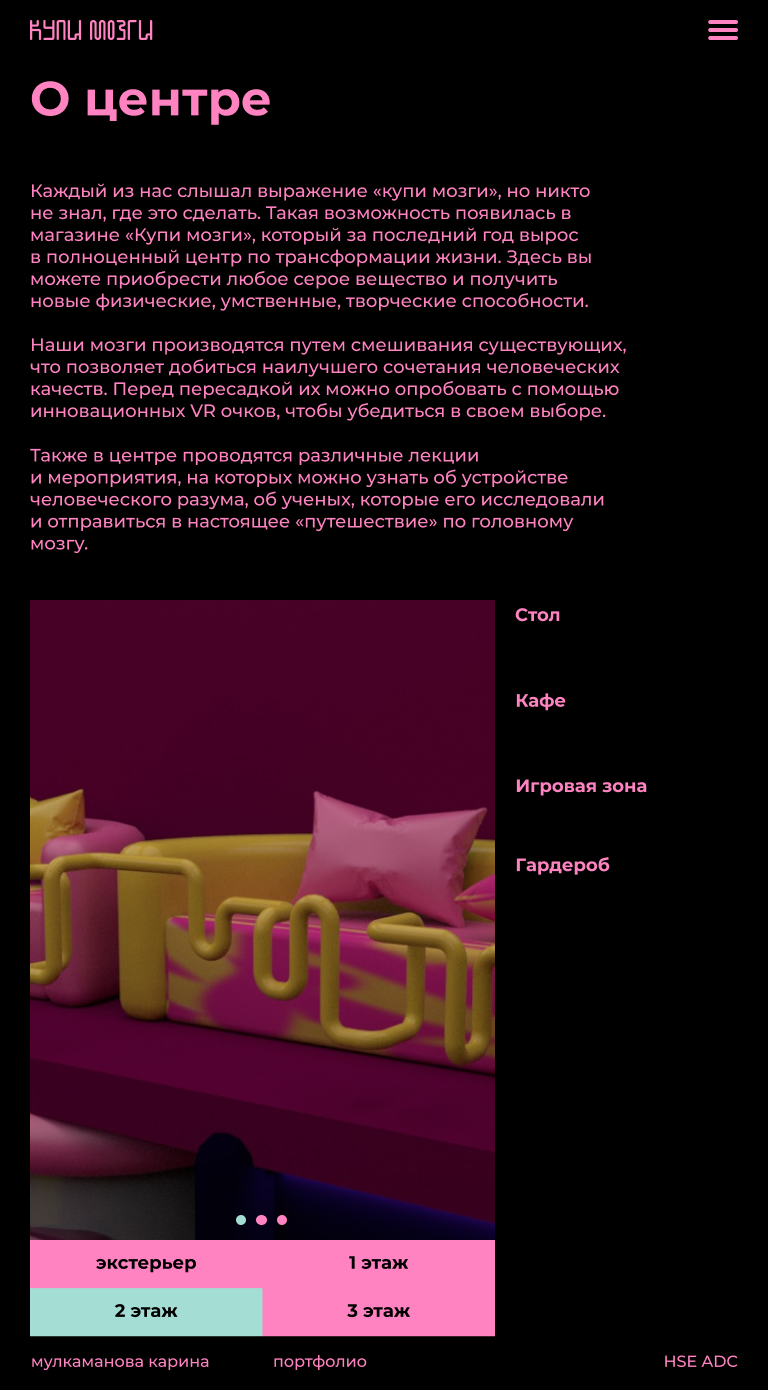 КУПИ МОЗГИ
О центре
Каждый из нас слышал выражение «купи мозги», но никто
не знал, где это сделать. Такая возможность появилась в
магазине «Купи мозги», который за последний год вырос
в полноценный центр по трансформации жизни. Здесь вы
можете приобрести любое серое вещество и получить
новые физические, умственные, творческие способности.
Наши мозги производятся путем смешивания существующих,
что позволяет добиться наилучшего сочетания человеческих
качеств. Перед пересадкой их можно опробовать с помощью
инновационных VR очков, чтобы убедиться в своем выборе.
Также в центре проводятся различные лекции
и мероприятия, на которых можно узнать об устройстве
человеческого разума, об ученых, которые его исследовали
и отправиться в настоящее «путешествие» по головному
мозгу.
Стол
Кафе
Игровая зона
Гардероб
экстерьер
1 этаж
2 этаж
3 этаж
мулкаманова карина
портфолио
HSE ADC